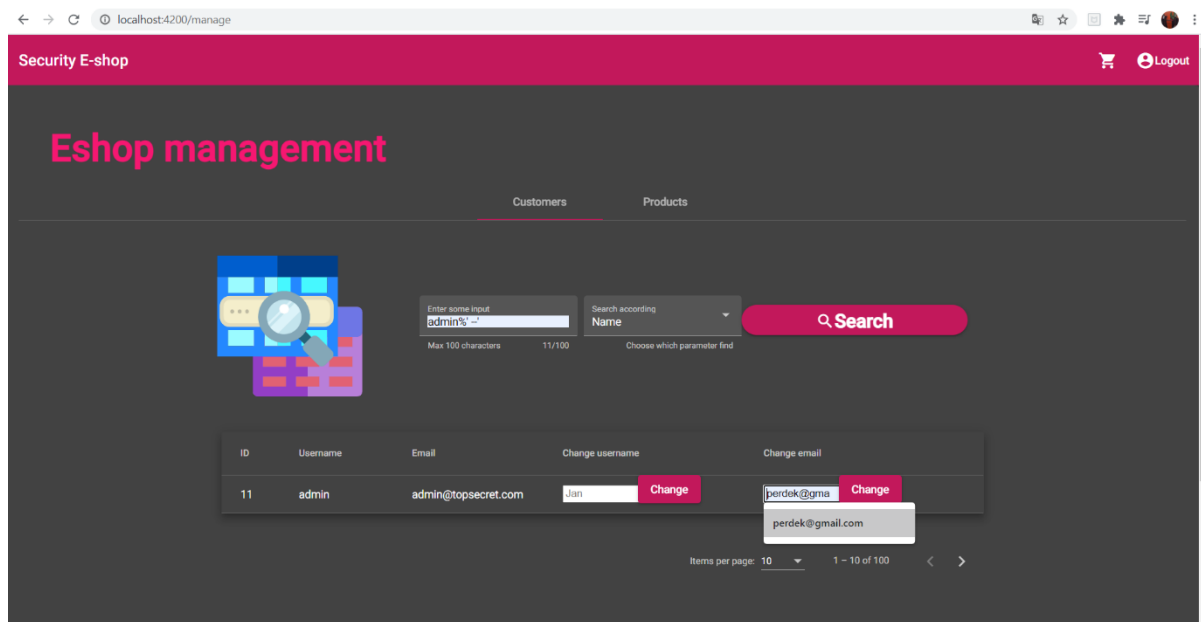 localhost:4200/manage
Security E-shop
Logout
Eshop management
Customers Products
Enter some input
admin%' --'
Max 100 characters 11/100
Search according
Name
Choose which parameter find
Search
ID Username Email Change username Change email
11 admin admin@topsecret.com Jan Change perdek@gma Change
perdek@gmail.com
Items per page: 10 1 – 10 of 100